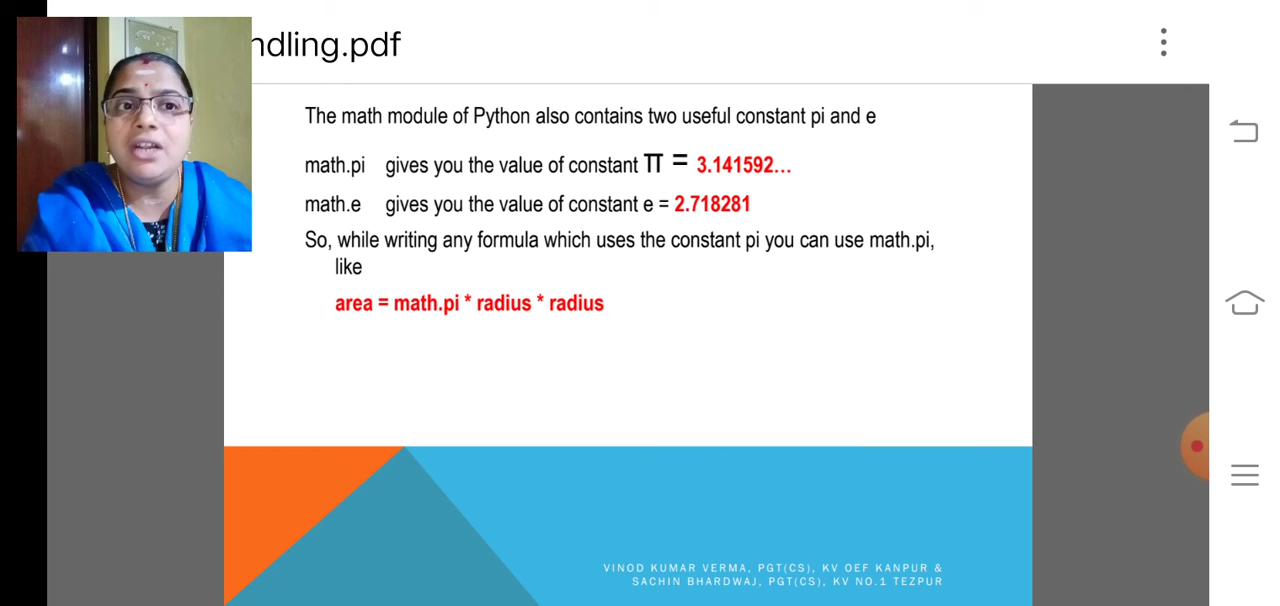 ndling.pdf
The math module of Python also contains two useful constant pi and e
math.pi gives you the value of constant π = 3.141592...
math.e gives you the value of constant e = 2.718281
So, while writing any formula which uses the constant pi you can use math.pi,
like
area = math.pi * radius * radius
VINOD KUMAR VERMA, PGT(CS), KV OEF KANPUR &
SACHIN BHARDWAJ, PGT(CS), KV NO.1 TEZPUR